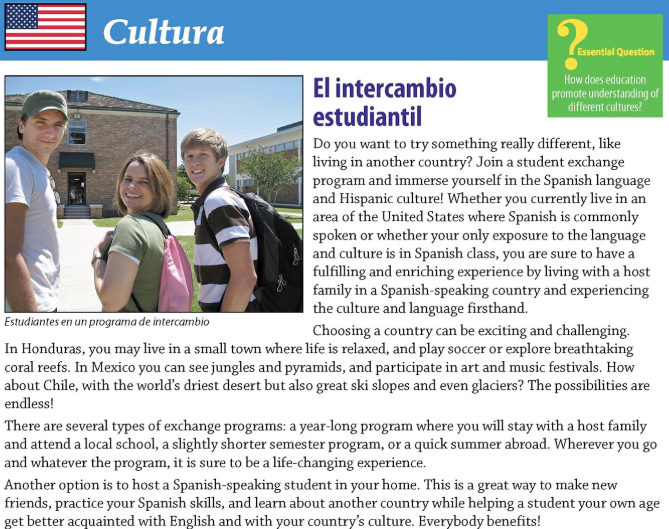 Cultura
?
Essential Question
How does education
promote understanding of
different cultures?
El intercambio
estudiantil
Do you want to try something really different, like
living in another country? Join a student exchange
program and immerse yourself in the Spanish language
and Hispanic culture! Whether you currently live in an
area of the United States where Spanish is commonly
spoken or whether your only exposure to the language
and culture is in Spanish class, you are sure to have a
fulfilling and enriching experience by living with a host
family in a Spanish-speaking country and experiencing
the culture and language firsthand.
Estudiantes en un programa de intercambio
Choosing a country can be exciting and challenging.
In Honduras, you may live in a small town where life is relaxed, and play soccer or explore breathtaking
coral reefs. In Mexico you can see jungles and pyramids, and participate in art and music festivals. How
about Chile, with the world's driest desert but also great ski slopes and even glaciers? The possibilities are
endless!
There are several types of exchange programs: a year-long program where you will stay with a host family
and attend a local school, a slightly shorter semester program, or a quick summer abroad. Wherever you go
and whatever the program, it is sure to be a life-changing experience.
Another option is to host a Spanish-speaking student in your home. This is a great way to make new
friends, practice your Spanish skills, and learn about another country while helping a student your own age
get better acquainted with English and with your country's culture. Everybody benefits!